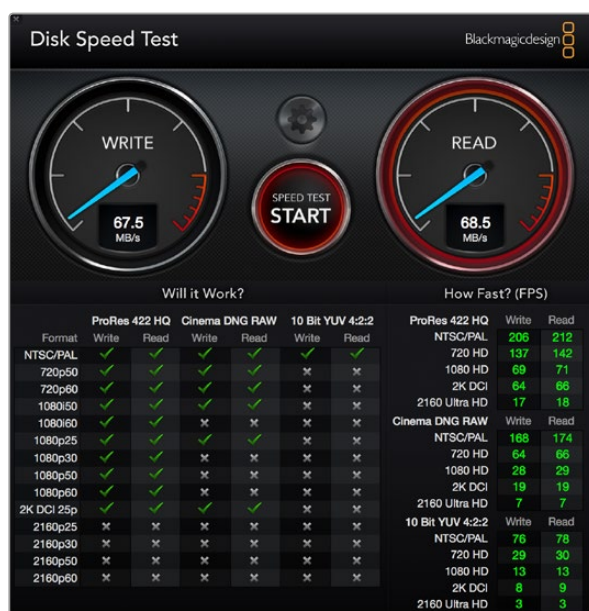 Disk Speed Test
Blackmagicdesign
WRITE
67.5
MB/s
SPEED TEST
START
READ
68.5
MB/s
Will it Work?
ProRes 422 HQ Cinema DNG RAW 10 Bit YUV 4:2:2
Format Write Read Write Read Write Read
NTSC/PAL
720p50
720p60
1080i50
1080i60
1080p25
1080p30
1080p50
1080p60
2K DCI 25p
2160p25
2160p30
2160p50
2160p60
How Fast? (FPS)
ProRes 422 HQ Write Read
NTSC/PAL 206 212
720 HD 137 142
1080 HD 69 71
2K DCI 64 66
2160 Ultra HD 17 18
Cinema DNG RAW Write Read
NTSC/PAL 168 174
720 HD 64 66
1080 HD 28 29
2K DCI 19 19
2160 Ultra HD 7 7
10 Bit YUV 4:2:2 Write Read
NTSC/PAL 76 78
720 HD 29 30
1080 HD 13 13
2K DCI 8 9
2160 Ultra HD 3 3